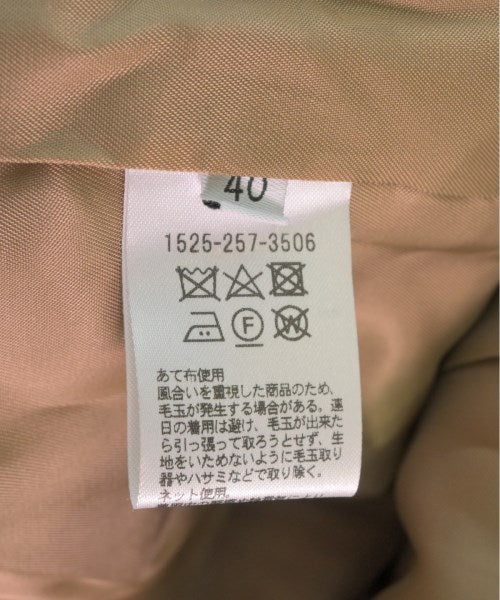 40
1525-257-3506
F
W
あて布使用
風合いを重視した商品のため、
毛玉が発生する場合がある。連
日の着用は避け、毛玉が出来た
ら引っ張って取ろうとせず、生
地をいためないように毛玉取り
器やハサミなどで取り除く。
ネット使用。